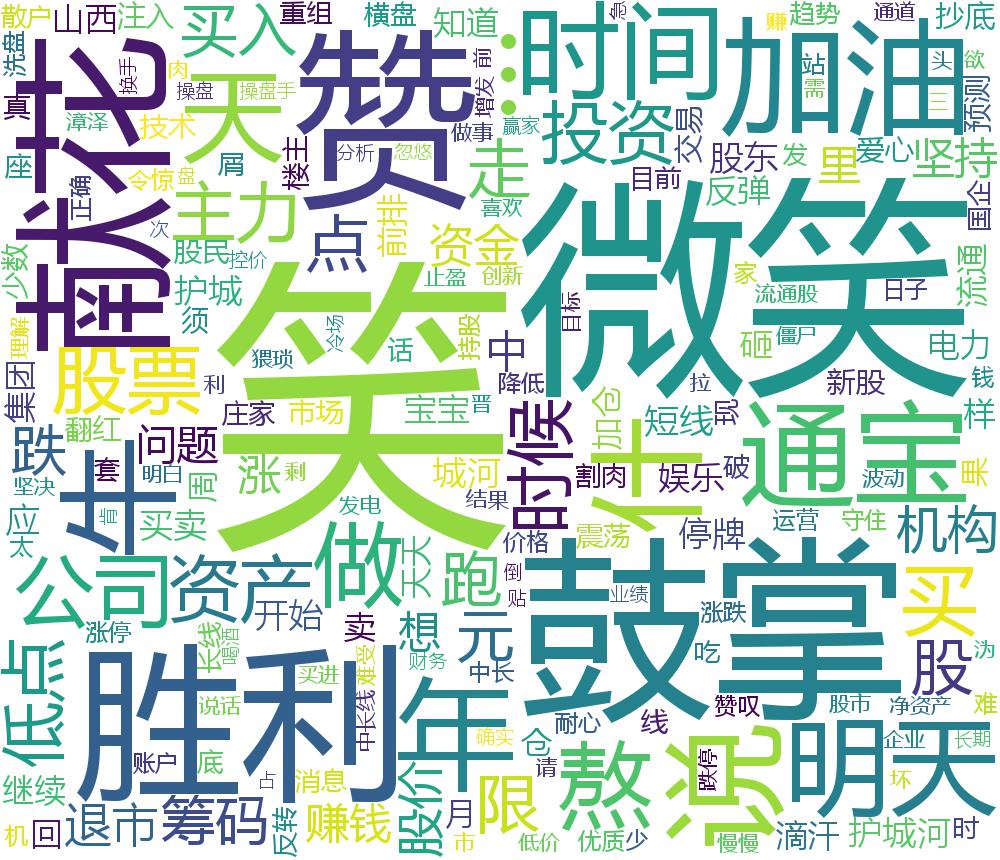 散户
山西
注入
买入
重组
横盘
知道
时间
急
赚
趋势
通道
抄底
洗盘
献花
换手
肉
天
赞
前
增发
加油
站
需
头
欲
三
预测
真
漳泽
操盘
操盘手
技术
做事
赢家
投资
交易
股东
发
里
爱心
坚持
座
正确
令惊
盘
屑
楼主
分析
忽悠
走
目前
反弹
国企
主力
次
点
前排
喜欢
资金
微笑
少数
股民
控价
护城
止盈
创新
家
流通股
日子
流通
理解
须
笑
冷场
目标
砸
僵尸
电力
集团
股票
利
猥琐
话
持股
中
降低
拉
新股
钱
翻红
庄家
市场
宝宝
晋
时候
加仓
短线
现
通宝
样
跌
牛
套
问题
明白
周
涨
剩
城河
什
割肉
娱乐
破
波动
果
坚决
肯
发电
结果
应
太
买卖
价格
震荡
停牌
运营
守住
机构
公司
资产
做
天天
跑
倒
贴
鼓掌
业绩
涨跌
买
开始
涨停
长线
喝酒
卖
想
元
财务
中长
吃
股
沩
低点
胜利
买进
难受
说话
中长线
年
赞叹
股市
净资产
难
账户
底
确实
仓
耐心
线
说
跌停
明天
企业
长期
继续
占
消息
股价
请
熬
坏
机
回
退市
筹码
反转
赚钱
月
市
限
低价
优质
少
慢慢
滴汗
护城河
时